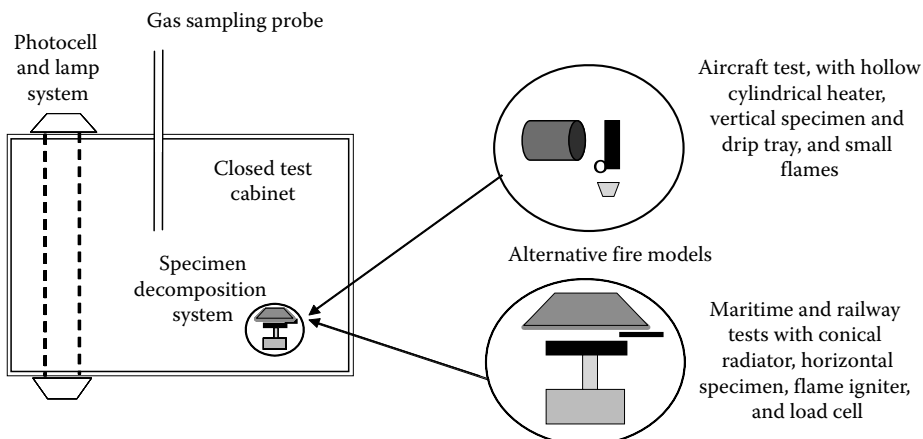 Gas sampling probe
Photocell
and lamp
system
Closed test
cabinet
Specimen
decomposition
system
Aircraft test, with hollow
cylindrical heater,
vertical specimen and
drip tray, and small
flames
Alternative fire models
Maritime and railway
tests with conical
radiator, horizontal
specimen, flame igniter,
and load cell